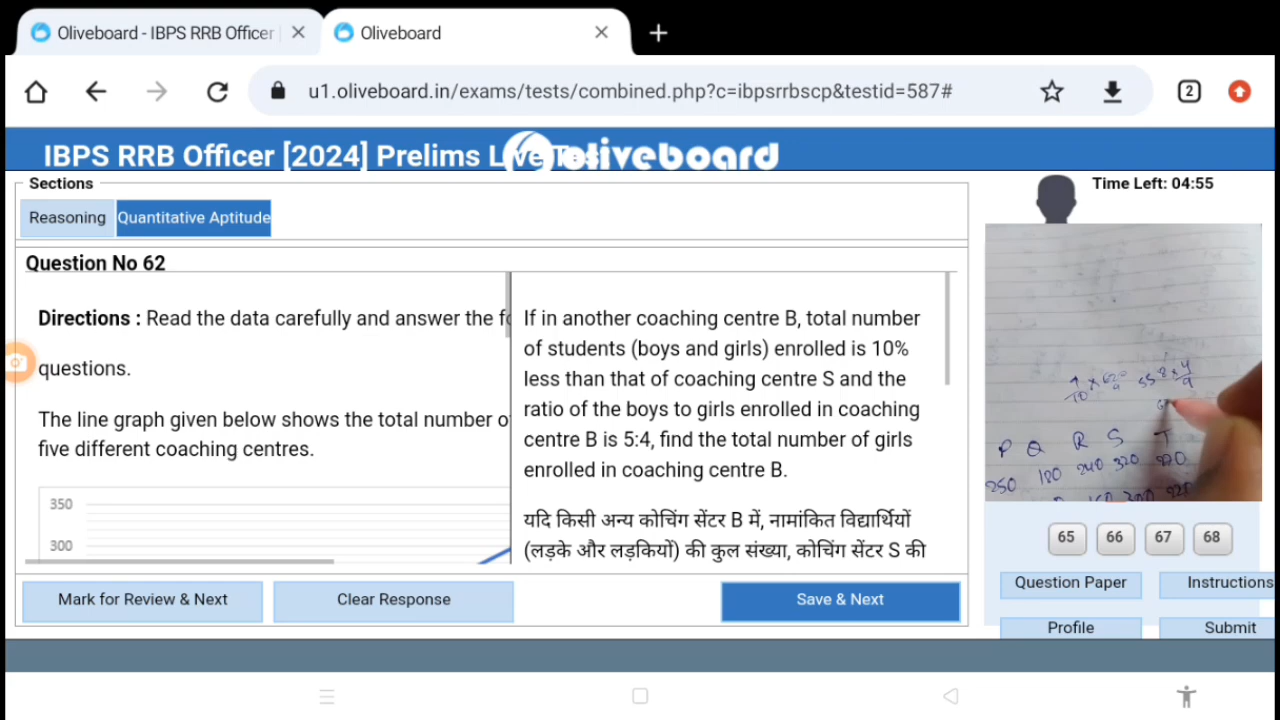 Oliveboard - IBPS RRB Officer
Oliveboard
u1.oliveboard.in/exams/tests/combined.php?c=ibpsrrbscp&testid=587#
2
IBPS RRB Officer [2024] Prelims Live Test
oliveboard
Sections
Reasoning
Quantitative Aptitude
Time Left: 04:55
Question No 62
Directions : Read the data carefully and answer the fo
questions.
The line graph given below shows the total number o
five different coaching centres.
350
300
If in another coaching centre B, total number
of students (boys and girls) enrolled is 10%
less than that of coaching centre S and the
ratio of the boys to girls enrolled in coaching
centre B is 5:4, find the total number of girls
enrolled in coaching centre B.
यदि किसी अन्य कोचिंग सेंटर B में, नामांकित विद्यार्थियों
(लड़के और लड़कियों) की कुल संख्या, कोचिंग सेंटर S की
P Q R S T
250 180 240 320
65 66 67 68
Question Paper
Instructions
Profile
Submit
Mark for Review & Next
Clear Response
Save & Next